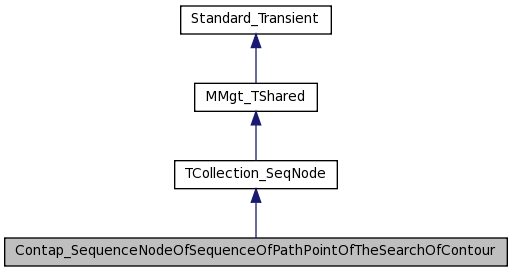 Standard_Transient
MMgt_TShared
TCollection_SeqNode
Contap_SequenceNodeOfSequenceOfPathPointOfTheSearchOfContour